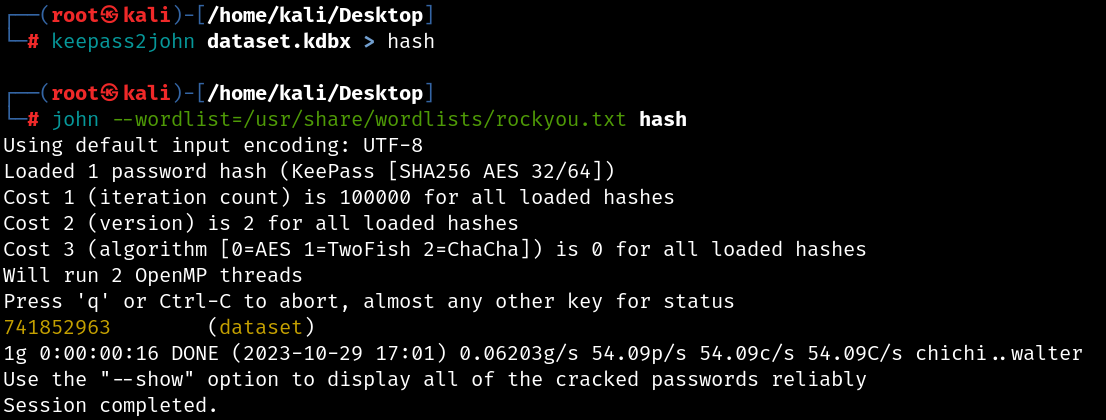 ┌──(root㉿kali)-[/home/kali/Desktop]
└─# keepass2john dataset.kdbx > hash
┌──(root㉿kali)-[/home/kali/Desktop]
└─# john --wordlist=/usr/share/wordlists/rockyou.txt hash
Using default input encoding: UTF-8
Loaded 1 password hash (KeePass [SHA256 AES 32/64])
Cost 1 (iteration count) is 100000 for all loaded hashes
Cost 2 (version) is 2 for all loaded hashes
Cost 3 (algorithm [0=AES 1=TwoFish 2=ChaCha]) is 0 for all loaded hashes
Will run 2 OpenMP threads
Press 'q' or Ctrl-C to abort, almost any other key for status
741852963        (dataset)
1g 0:00:00:16 DONE (2023-10-29 17:01) 0.06203g/s 54.09p/s 54.09c/s 54.09C/s chichi..walter
Use the "--show" option to display all of the cracked passwords reliably
Session completed.